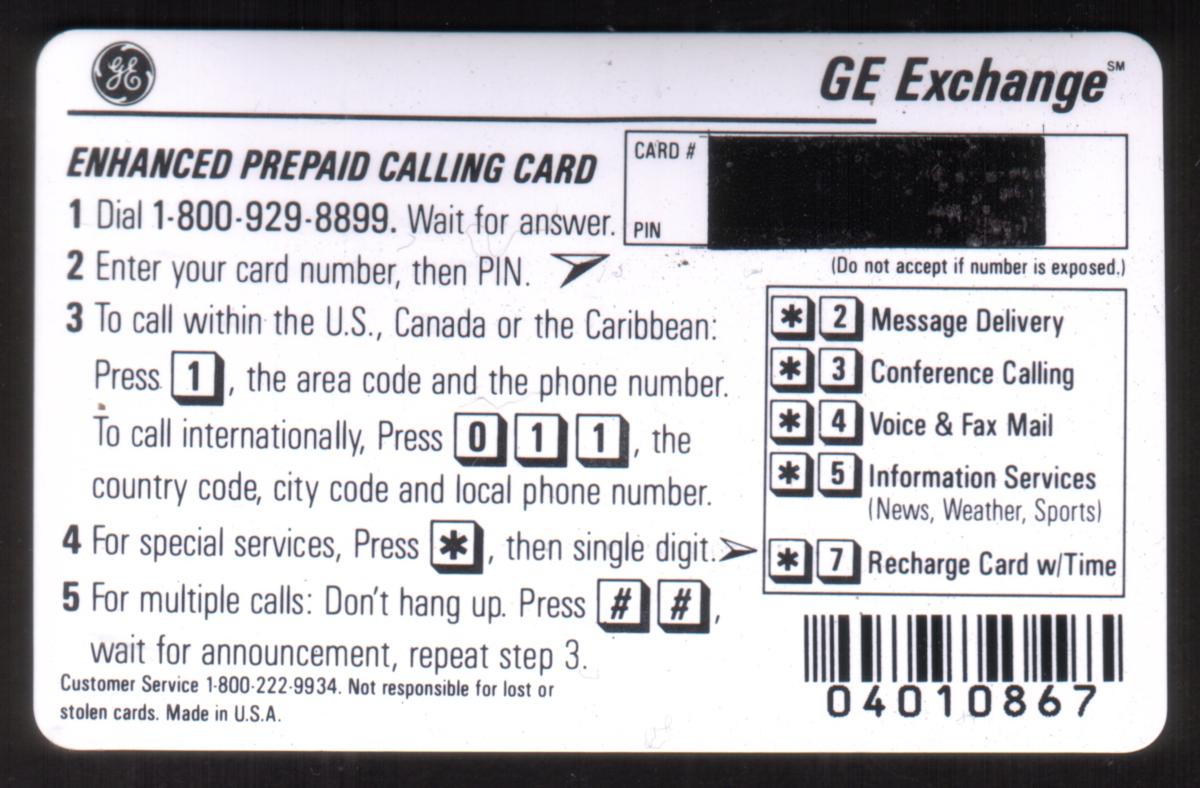 GE
GE Exchange℠
ENHANCED PREPAID CALLING CARD
CARD #
PIN
(Do not accept if number is exposed.)
1 Dial 1-800-929-8899. Wait for answer.
2 Enter your card number, then PIN.
3 To call within the U.S., Canada or the Caribbean:
Press 1, the area code and the phone number.
To call internationally, Press 0 1 1, the
country code, city code and local phone number.
4 For special services, Press *, then single digit.
5 For multiple calls: Don't hang up. Press # #,
wait for announcement, repeat step 3.
* 2 Message Delivery
* 3 Conference Calling
* 4 Voice & Fax Mail
* 5 Information Services
(News, Weather, Sports)
* 7 Recharge Card w/Time
Customer Service 1-800-222-9934. Not responsible for lost or
stolen cards. Made in U.S.A.
04010867